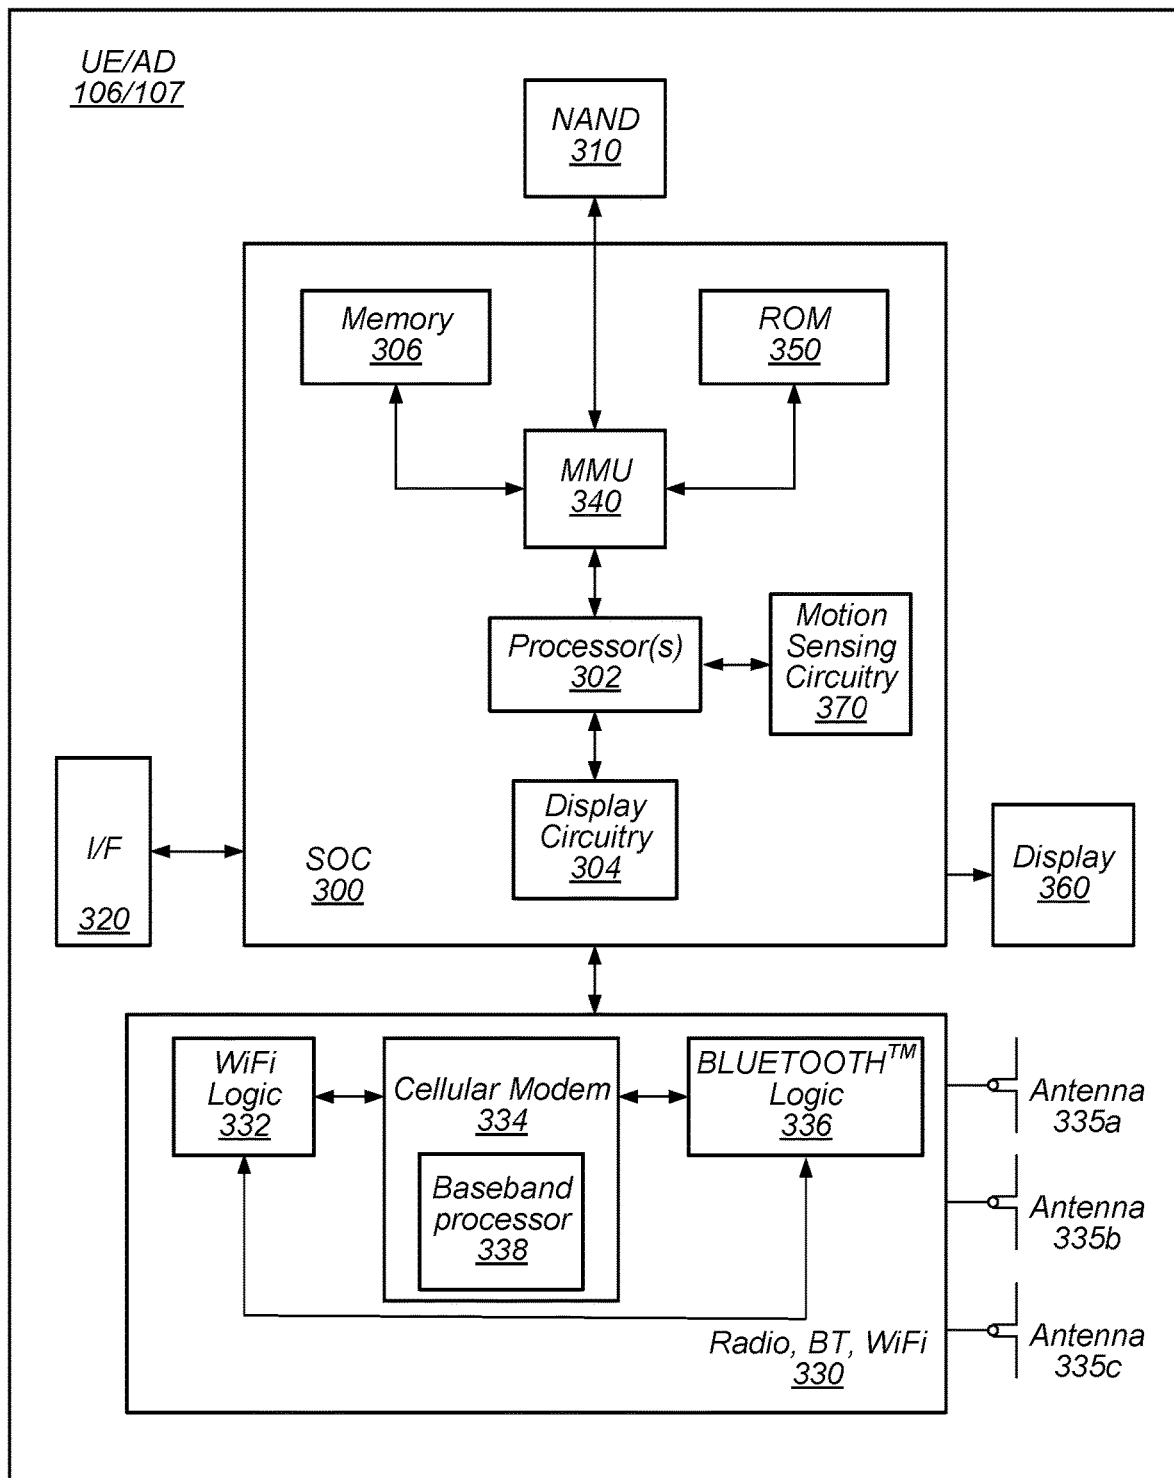 UE/AD
106/107
NAND
310
Memory
306
ROM
350
MMU
340
Processor(s)
302
Motion
Sensing
Circuitry
370
Display
Circuitry
304
I/F
320
SOC
300
Display
360
WiFi
Logic
332
Cellular Modem
334
BLUETOOTH™
Logic
336
Baseband
processor
338
Antenna
335a
Antenna
335b
Radio, BT, WiFi
330
Antenna
335c